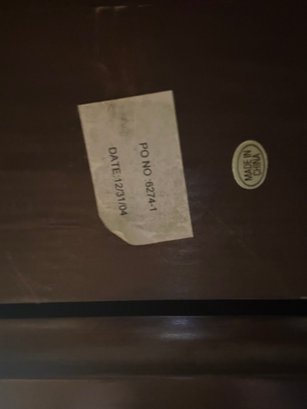 PO NO :6274-1
DATE:12/31/04
MADE IN
CHINA